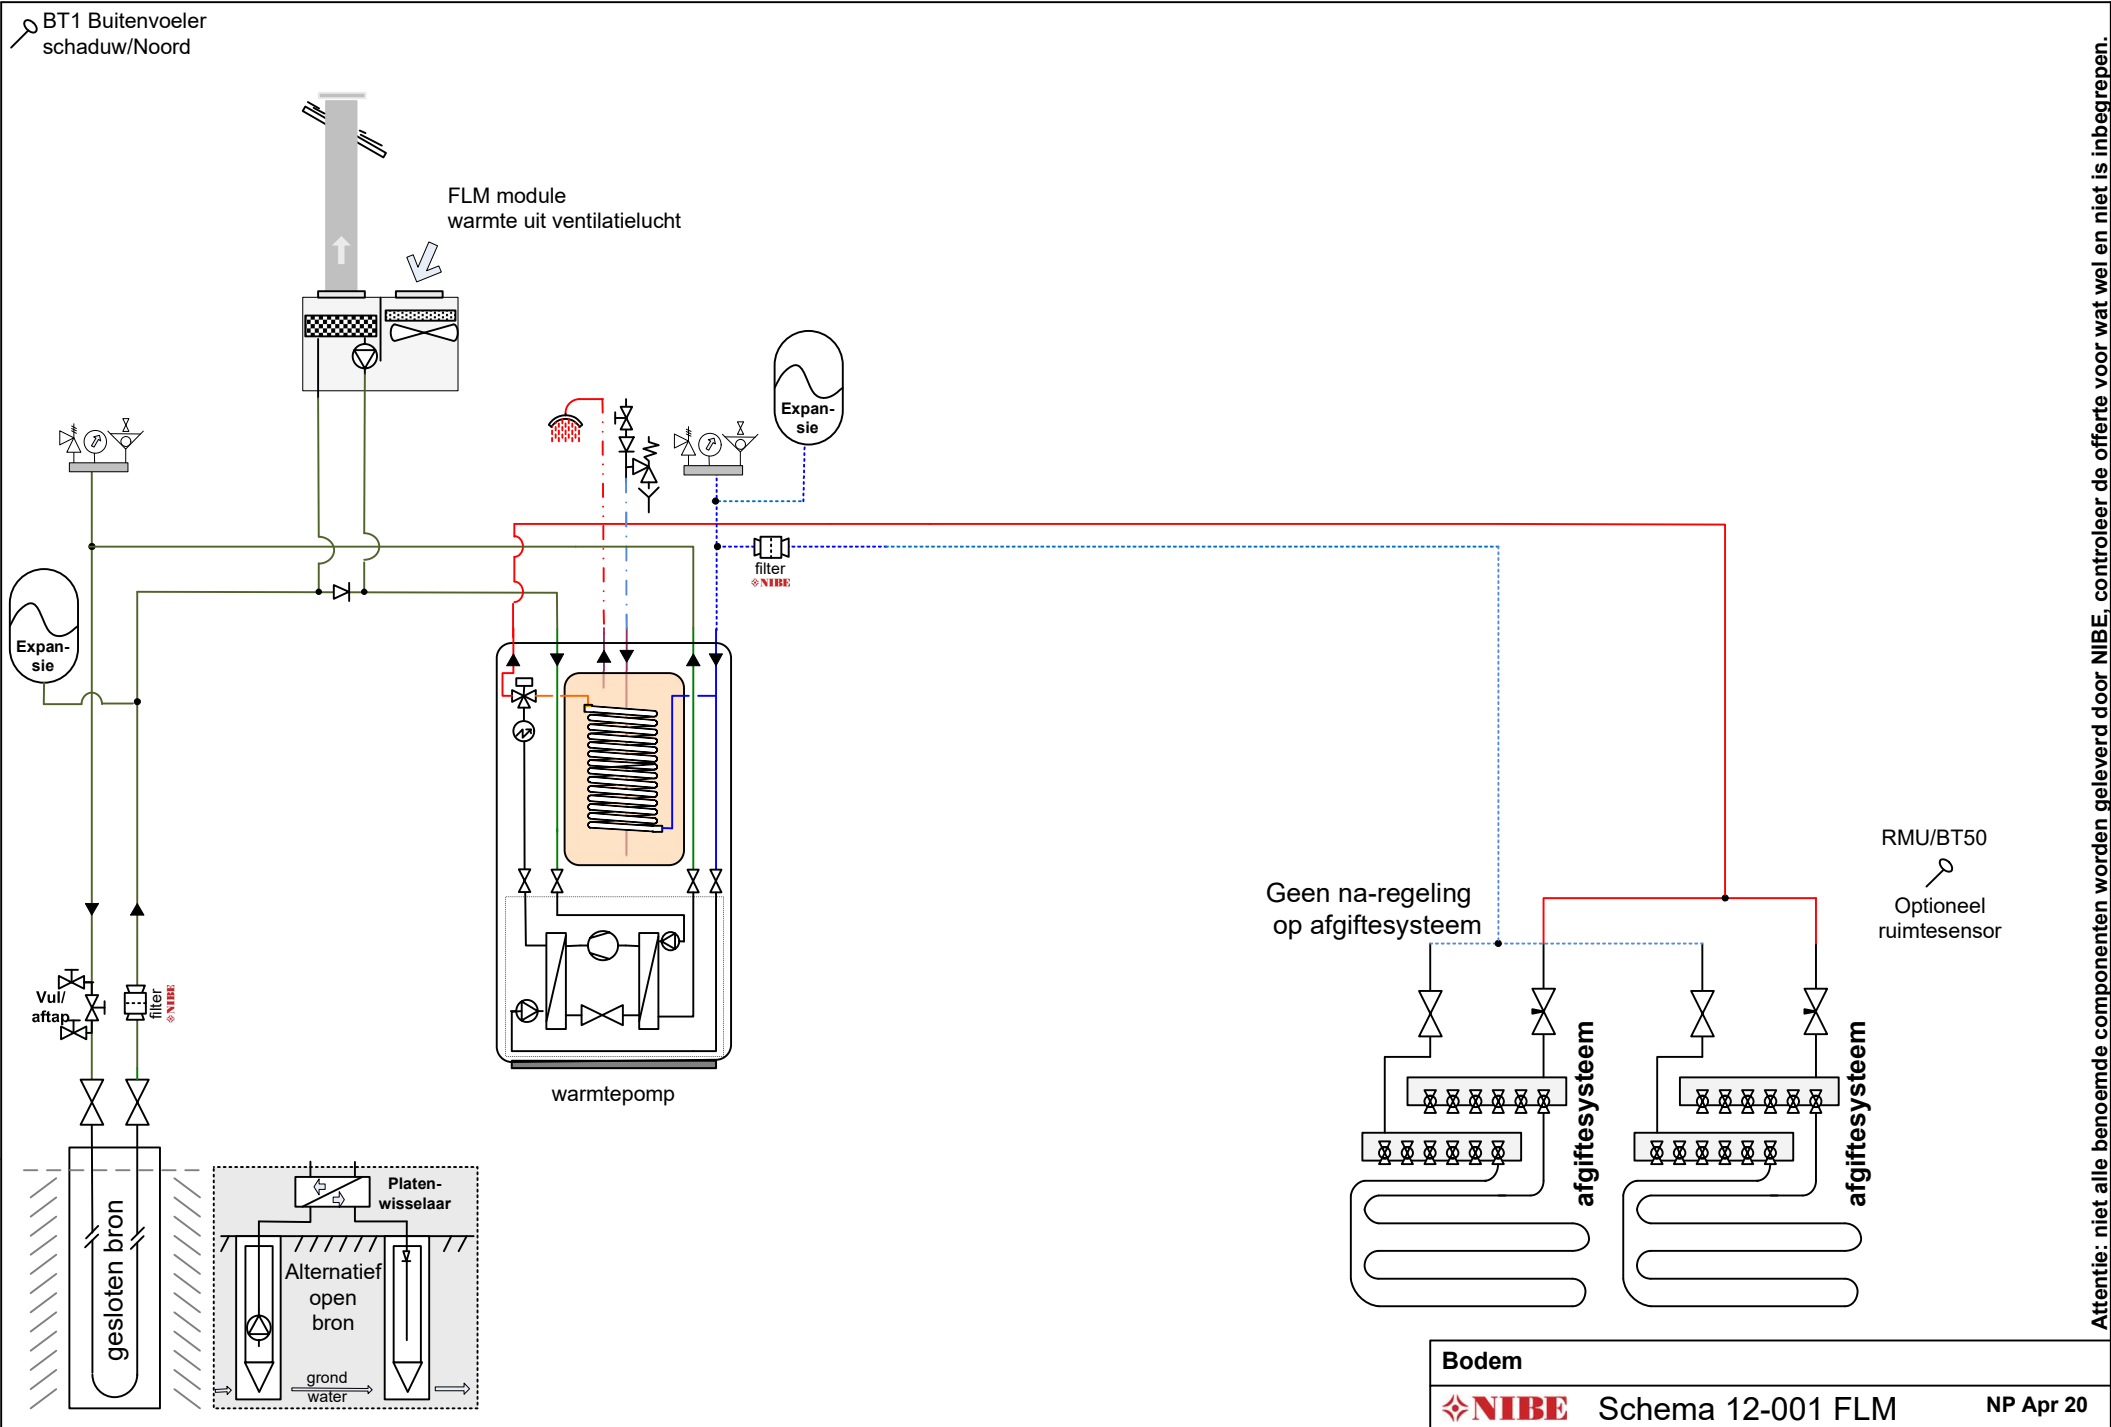 BT1 Buitenvoeler
schaduw/Noord
FLM module
warmte uit ventilatielucht
Expan-
sie
filter
NIBE
Expan-
sie
Vul/
aftap
filter
NIBE
warmtepomp
gesloten bron
Platen-
wisselaar
Alternatief
open
bron
grond
water
Geen na-regeling
op afgiftesysteem
RMU/BT50
Optioneel
ruimtesensor
afgiftesysteem
afgiftesysteem
Attentie: niet alle benoemde componenten worden geleverd door NIBE, controleer de offerte voor wat wel en niet is inbegrepen.
Bodem
NIBE Schema 12-001 FLM NP Apr 20